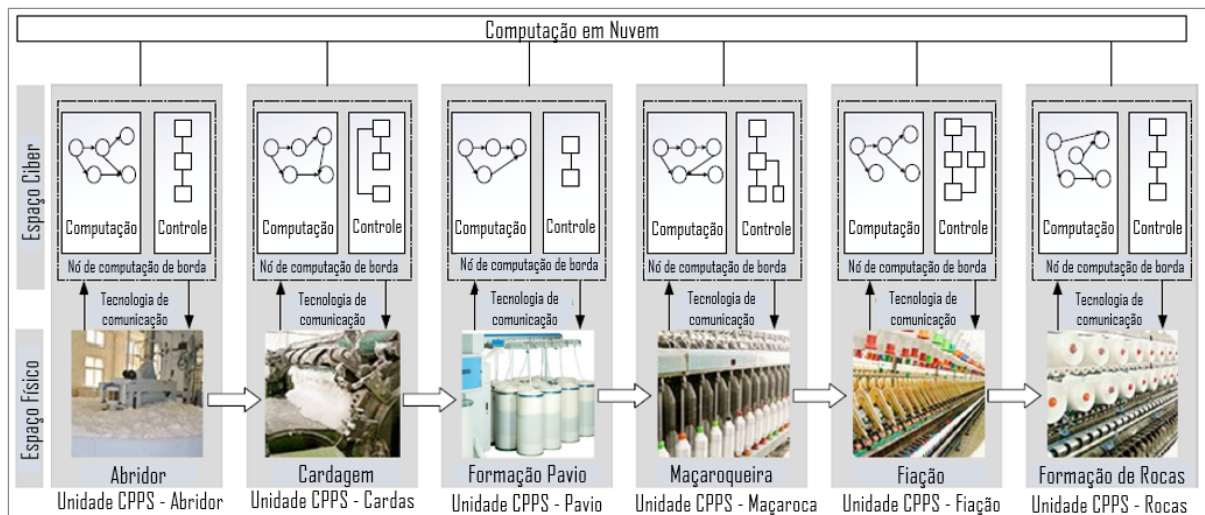 Computação em Nuvem
Espaço Ciber
Computação
Controle
Nó de computação de borda
Computação
Controle
Nó de computação de borda
Computação
Controle
Nó de computação de borda
Computação
Controle
Nó de computação de borda
Computação
Controle
Nó de computação de borda
Computação
Controle
Nó de computação de borda
Tecnologia de
comunicação
Tecnologia de
comunicação
Tecnologia de
comunicação
Tecnologia de
comunicação
Tecnologia de
comunicação
Tecnologia de
comunicação
Espaço Físico
Abridor
Unidade CPPS - Abridor
Cardagem
Unidade CPPS - Cardas
Formação Pavio
Unidade CPPS - Pavio
Maçaroqueira
Unidade CPPS - Maçaroca
Fiação
Unidade CPPS - Fiação
Formação de Rocas
Unidade CPPS - Rocas